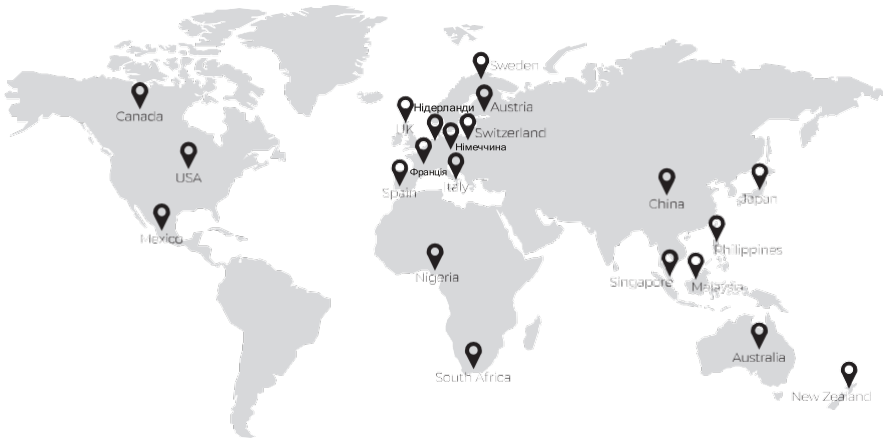 Sweden
Canada
Нідерланди
Austria
UK
Switzerland
Німеччина
USA
Франція
Italy
Spain
China
Japan
Mexico
Philippines
Nigeria
Singapore
Malaysia
Australia
South Africa
New Zealand